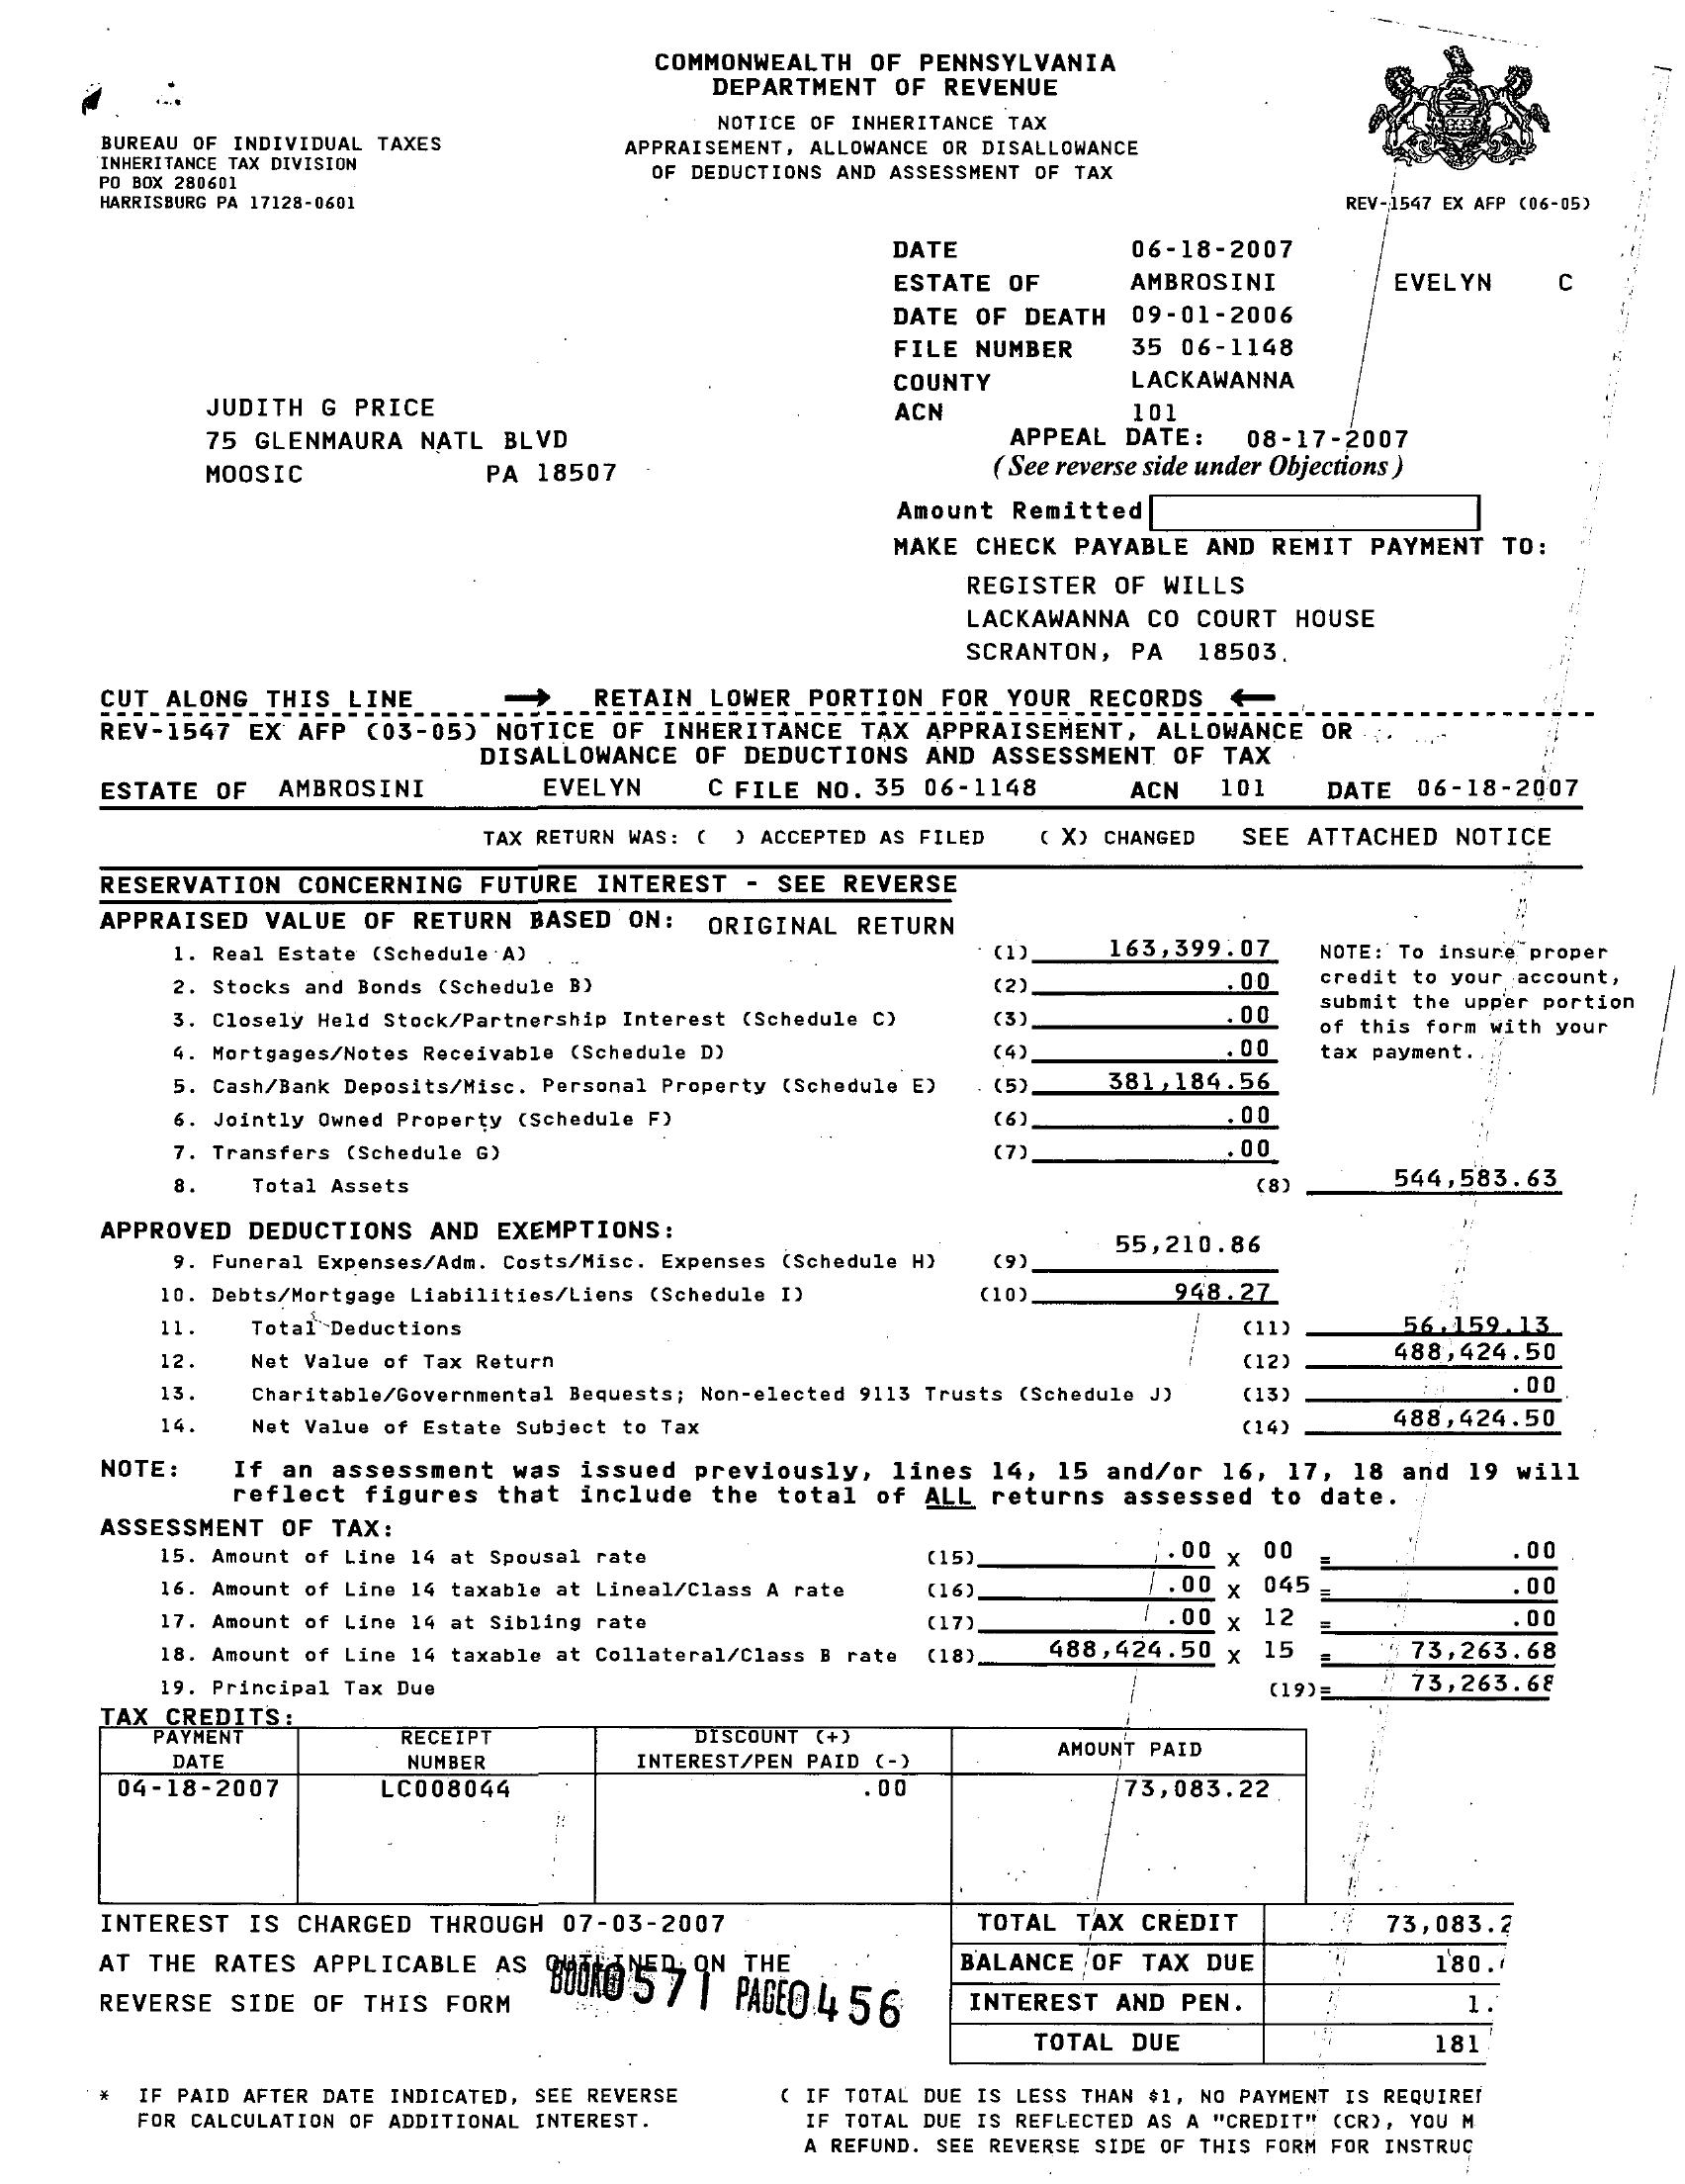 COMMONWEALTH OF PENNSYLVANIA
DEPARTMENT OF REVENUE
NOTICE OF INHERITANCE TAX
APPRAISEMENT, ALLOWANCE OR DISALLOWANCE
OF DEDUCTIONS AND ASSESSMENT OF TAX
BUREAU OF INDIVIDUAL TAXES
INHERITANCE TAX DIVISION
PO BOX 280601
HARRISBURG PA 17128-0601
REV-1547 EX AFP (06-05)
DATE 06-18-2007
ESTATE OF AMBROSINI EVELYN C
DATE OF DEATH 09-01-2006
FILE NUMBER 35 06-1148
COUNTY LACKAWANNA
ACN 101
JUDITH G PRICE
75 GLENMAURA NATL BLVD
MOOSIC PA 18507
APPEAL DATE: 08-17-2007
(See reverse side under Objections)
Amount Remitted
MAKE CHECK PAYABLE AND REMIT PAYMENT TO:
REGISTER OF WILLS
LACKAWANNA CO COURT HOUSE
SCRANTON, PA 18503
CUT ALONG THIS LINE → RETAIN LOWER PORTION FOR YOUR RECORDS ←
REV-1547 EX AFP (03-05) NOTICE OF INHERITANCE TAX APPRAISEMENT, ALLOWANCE OR
DISALLOWANCE OF DEDUCTIONS AND ASSESSMENT OF TAX
ESTATE OF AMBROSINI EVELYN C FILE NO. 35 06-1148 ACN 101 DATE 06-18-2007
TAX RETURN WAS: ( ) ACCEPTED AS FILED ( X) CHANGED SEE ATTACHED NOTICE
RESERVATION CONCERNING FUTURE INTEREST - SEE REVERSE
APPRAISED VALUE OF RETURN BASED ON: ORIGINAL RETURN
1. Real Estate (Schedule A) (1) 163,399.07
2. Stocks and Bonds (Schedule B) (2) .00
3. Closely Held Stock/Partnership Interest (Schedule C) (3) .00
4. Mortgages/Notes Receivable (Schedule D) (4) .00
5. Cash/Bank Deposits/Misc. Personal Property (Schedule E) (5) 381,184.56
6. Jointly Owned Property (Schedule F) (6) .00
7. Transfers (Schedule G) (7) .00
8. Total Assets (8) 544,583.63
NOTE: To insure proper
credit to your account,
submit the upper portion
of this form with your
tax payment.
APPROVED DEDUCTIONS AND EXEMPTIONS:
9. Funeral Expenses/Adm. Costs/Misc. Expenses (Schedule H) (9) 55,210.86
10. Debts/Mortgage Liabilities/Liens (Schedule I) (10) 948.27
11. Total Deductions (11) 56,159.13
12. Net Value of Tax Return (12) 488,424.50
13. Charitable/Governmental Bequests; Non-elected 9113 Trusts (Schedule J) (13) .00
14. Net Value of Estate Subject to Tax (14) 488,424.50
NOTE: If an assessment was issued previously, lines 14, 15 and/or 16, 17, 18 and 19 will
reflect figures that include the total of ALL returns assessed to date.
ASSESSMENT OF TAX:
15. Amount of Line 14 at Spousal rate (15) .00 X 00 = .00
16. Amount of Line 14 taxable at Lineal/Class A rate (16) .00 X 045 = .00
17. Amount of Line 14 at Sibling rate (17) .00 X 12 = .00
18. Amount of Line 14 taxable at Collateral/Class B rate (18) 488,424.50 X 15 = 73,263.68
19. Principal Tax Due (19)= 73,263.68
TAX CREDITS:
PAYMENT DATE RECEIPT NUMBER DISCOUNT (+) INTEREST/PEN PAID (-) AMOUNT PAID
04-18-2007 LC008044 .00 73,083.22
INTEREST IS CHARGED THROUGH 07-03-2007
AT THE RATES APPLICABLE AS OUTLINED ON THE
REVERSE SIDE OF THIS FORM
BOOK 0571 PAGE 0456
TOTAL TAX CREDIT 73,083.2
BALANCE OF TAX DUE 180.
INTEREST AND PEN. 1.
TOTAL DUE 181
* IF PAID AFTER DATE INDICATED, SEE REVERSE
FOR CALCULATION OF ADDITIONAL INTEREST.
( IF TOTAL DUE IS LESS THAN $1, NO PAYMENT IS REQUIRE
IF TOTAL DUE IS REFLECTED AS A "CREDIT" (CR), YOU M
A REFUND. SEE REVERSE SIDE OF THIS FORM FOR INSTRUC